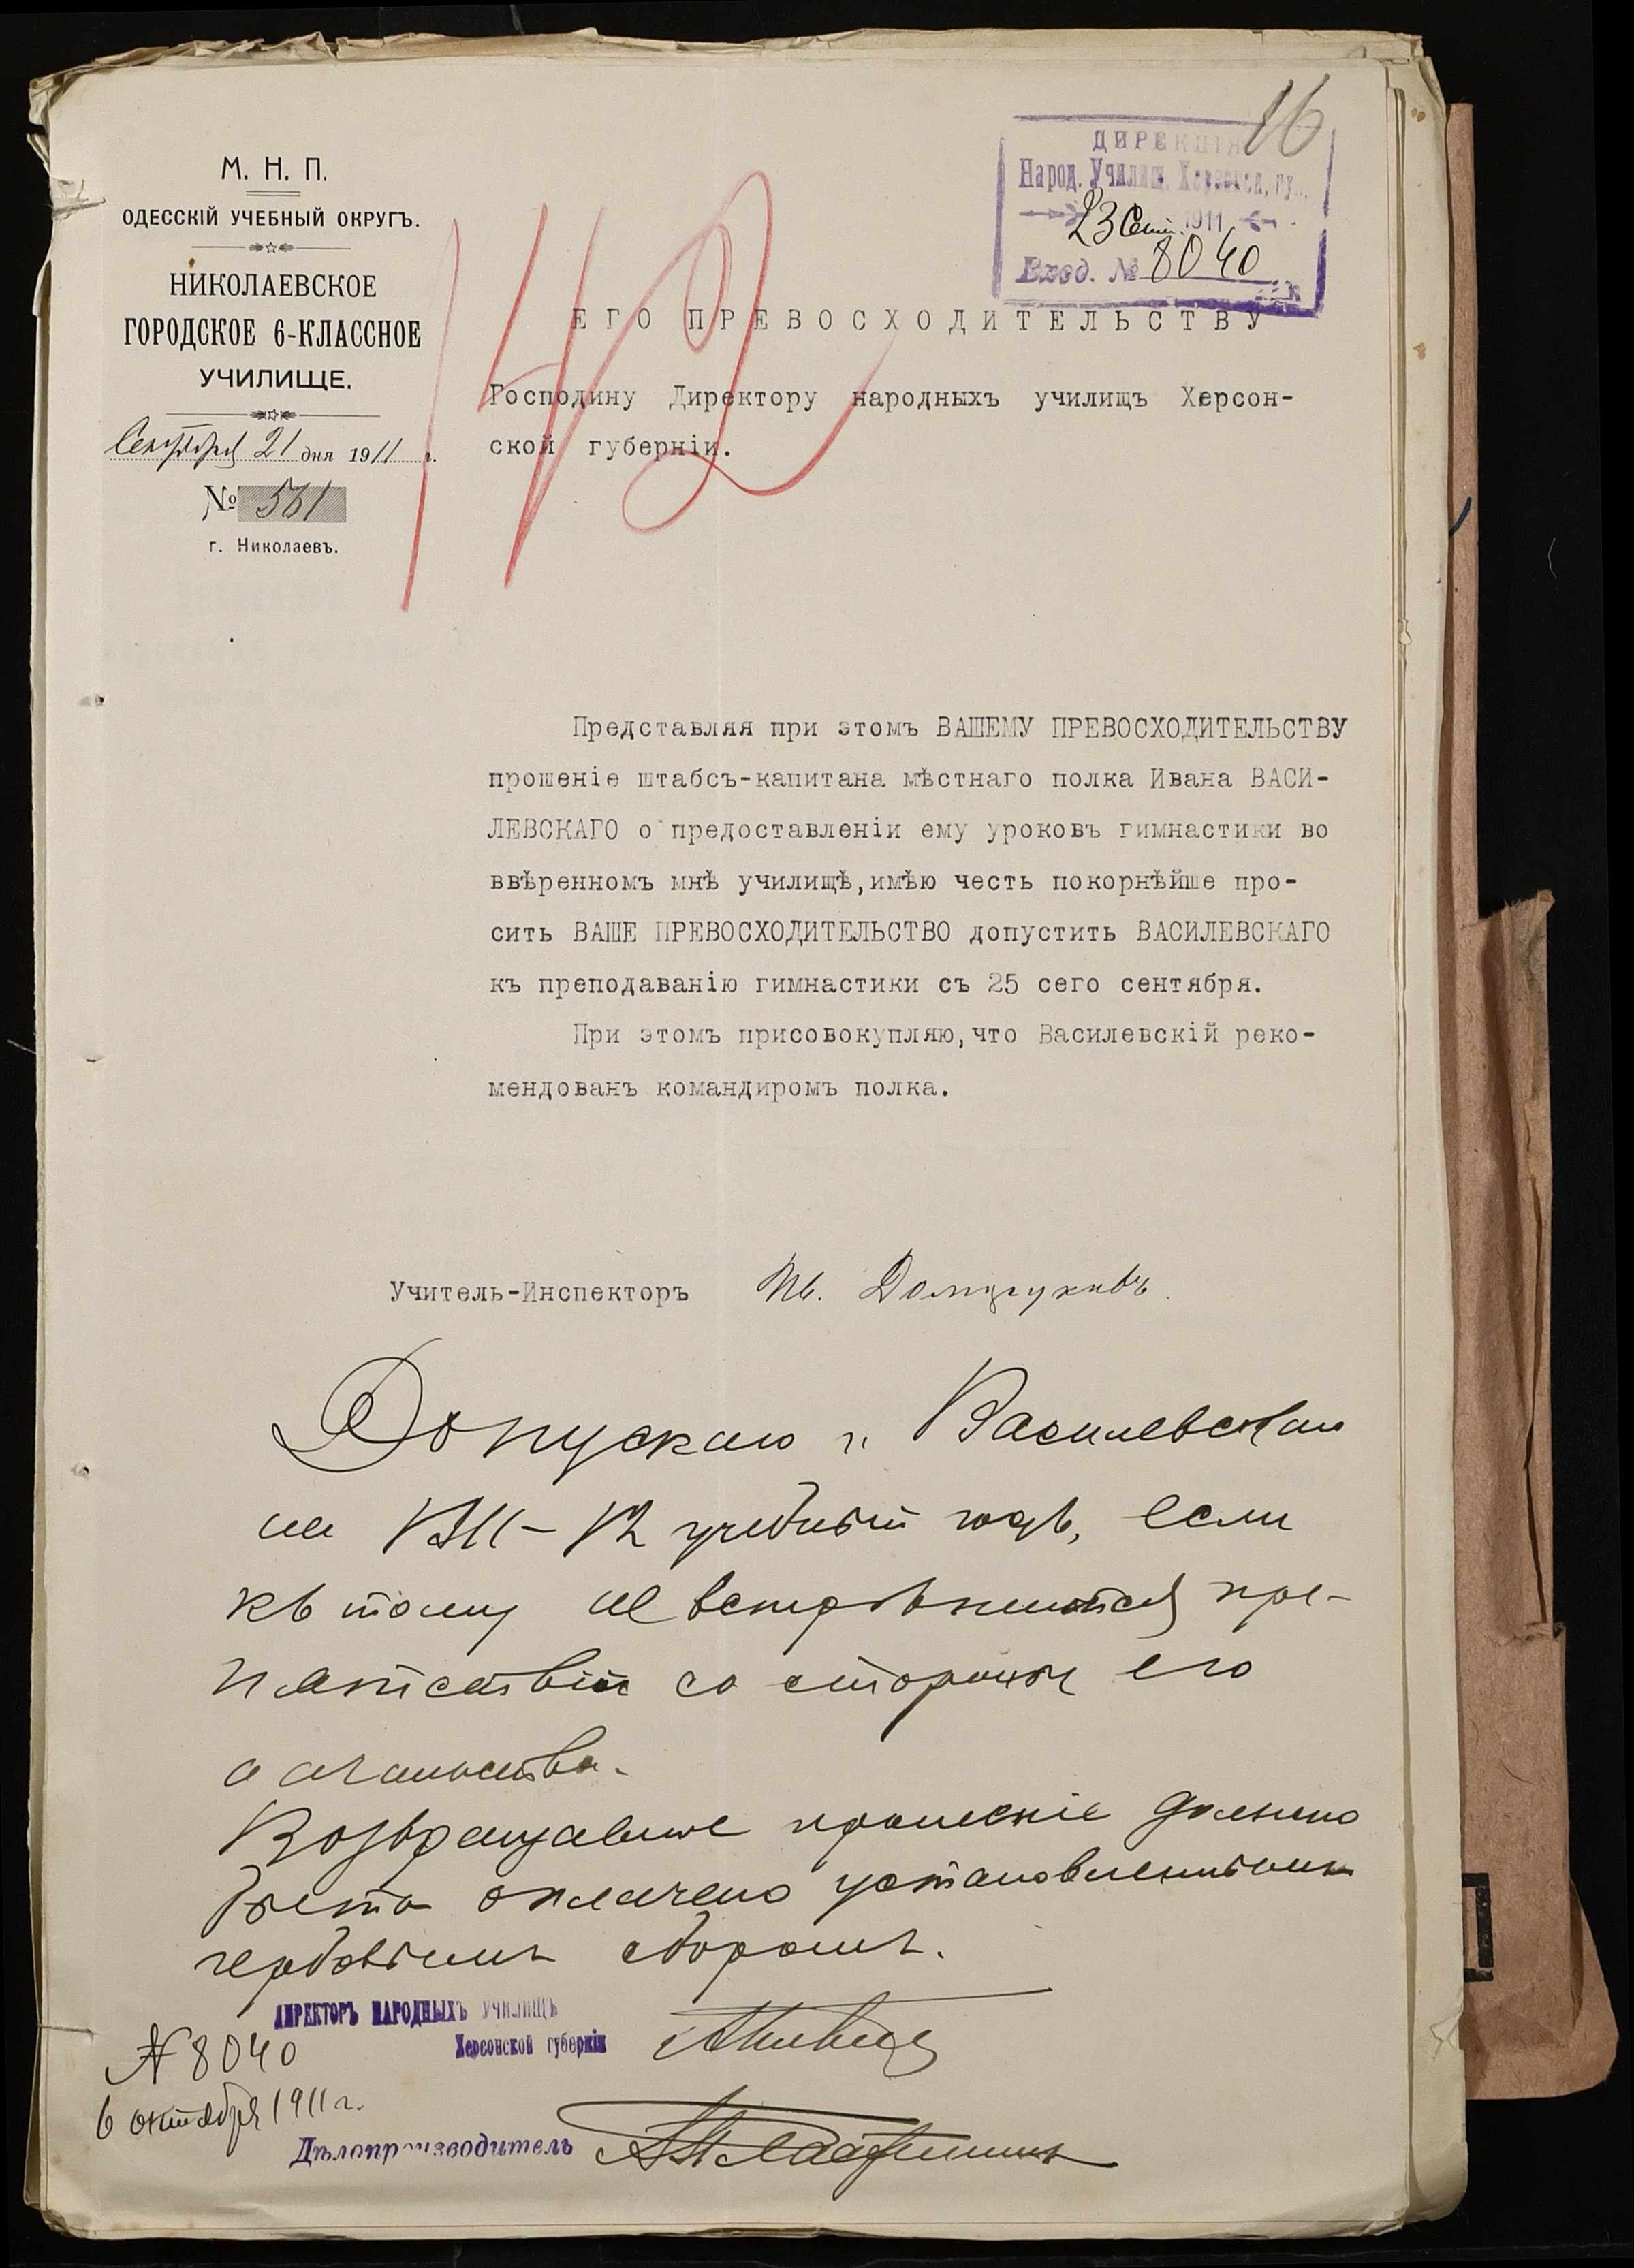 16
М. Н. П.
ОДЕССКІЙ УЧЕБНЫЙ ОКРУГЪ.
НИКОЛАЕВСКОЕ
ГОРОДСКОЕ 6-КЛАССНОЕ
УЧИЛИЩЕ.
Сентября 21 дня 1911 г.
№ 561
г. Николаевъ.
142
ДИРЕКЦІЯ
Народ. Училищ. Херсонск. гу
23 Сент. 1911
Вход. № 8040
ЕГО ПРЕВОСХОДИТЕЛЬСТВУ
Господину Директору народныхъ училищъ Херсон-
ской губерніи.
Представляя при этомъ ВАШЕМУ ПРЕВОСХОДИТЕЛЬСТВУ
прошеніе штабсъ-капитана мѣстнаго полка Ивана ВАСИ-
ЛЕВСКАГО о предоставленіи ему уроковъ гимнастики во
ввѣренномъ мнѣ училищѣ,имѣю честь покорнѣйше про-
сить ВАШЕ ПРЕВОСХОДИТЕЛЬСТВО допустить ВАСИЛЕВСКАГО
къ преподаванію гимнастики съ 25 сего сентября.
При этомъ присовокупляю,что Василевскій реко-
мендованъ командиромъ полка.
Учитель-Инспекторъ Ив.
Допускаю г. Василевскаго
на 1911-12 учебный годъ, если
къ тому не встрѣтится пре-
пятствій со стороны его
начальства.
Возвращаемое прошеніе должно
быть оплачено установленнымъ
гербовымъ сборомъ.
ДИРЕКТОРЪ НАРОДНЫХЪ УЧИЛИЩЪ
Херсонской губерніи
№ 8040
6 октября 1911 г.
Дѣлопроизводитель